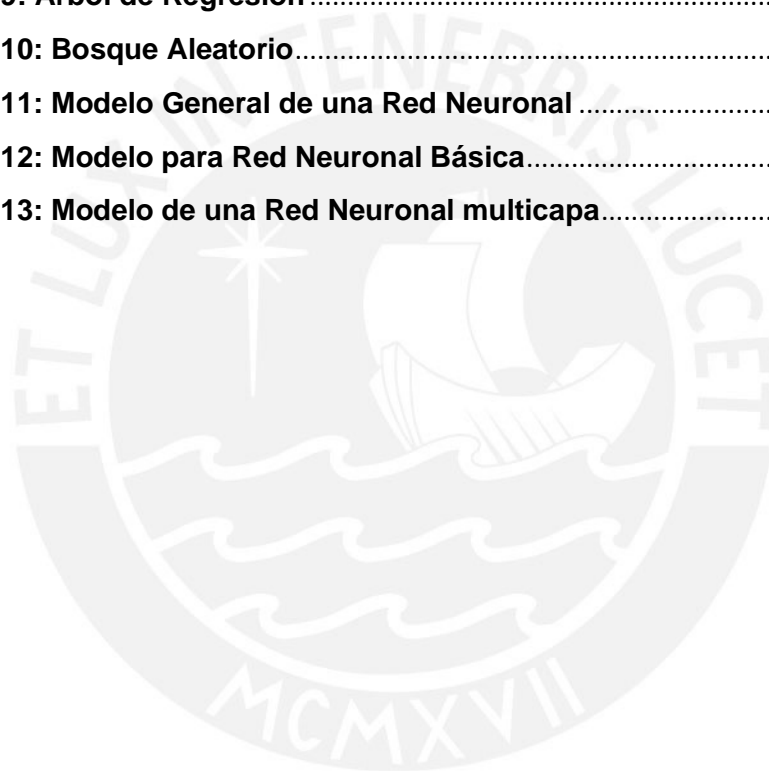 9: Árbol de Regresión..................................................................
10: Bosque Aleatorio..................................................................
11: Modelo General de una Red Neuronal..........................
12: Modelo para Red Neuronal Básica..................................
13: Modelo de una Red Neuronal multicapa......................
ET LUX IN TENEBRIS LUCET
MCMXVII